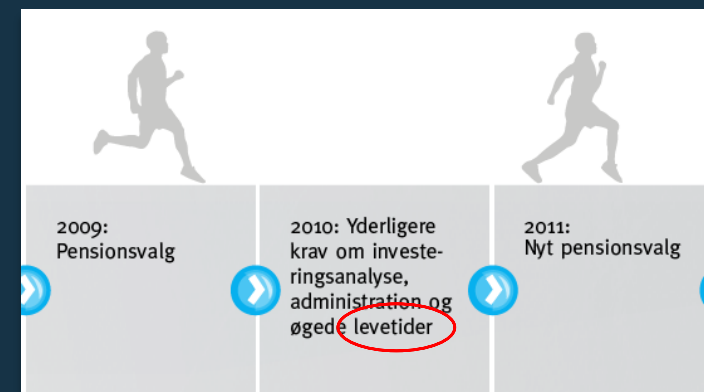 2009:
Pensionsvalg
2010: Yderligere
krav om investe-
ringsanalyse,
administration og
øgede levetider
2011:
Nyt pensionsvalg